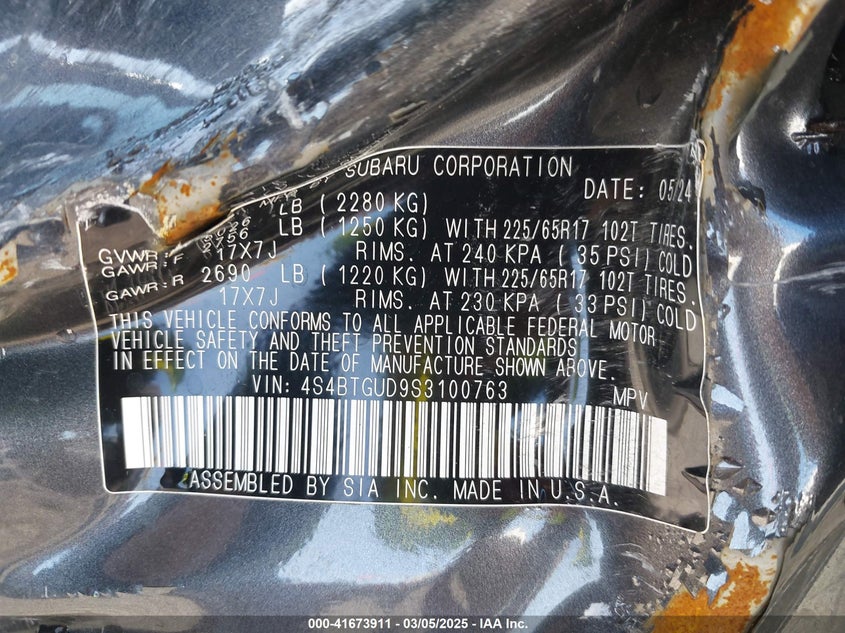 SUBARU CORPORATION
DATE: 05/24
GVWR: LB ( 2280 KG)
GAWR: F 2756 LB ( 1250 KG) WITH 225/65R17 102T TIRES.
17X7J RIMS. AT 240 KPA ( 35 PSI) COLD
GAWR: R 2690 LB ( 1220 KG) WITH 225/65R17 102T TIRES.
17X7J RIMS. AT 230 KPA ( 33 PSI) COLD
THIS VEHICLE CONFORMS TO ALL APPLICABLE FEDERAL MOTOR
VEHICLE SAFETY AND THEFT PREVENTION STANDARDS
IN EFFECT ON THE DATE OF MANUFACTURE SHOWN ABOVE.
VIN: 4S4BTGUD9S3100763 MPV
ASSEMBLED BY SIA INC. MADE IN U.S.A.
000-41673911 - 03/05/2025 - © IAA Inc.